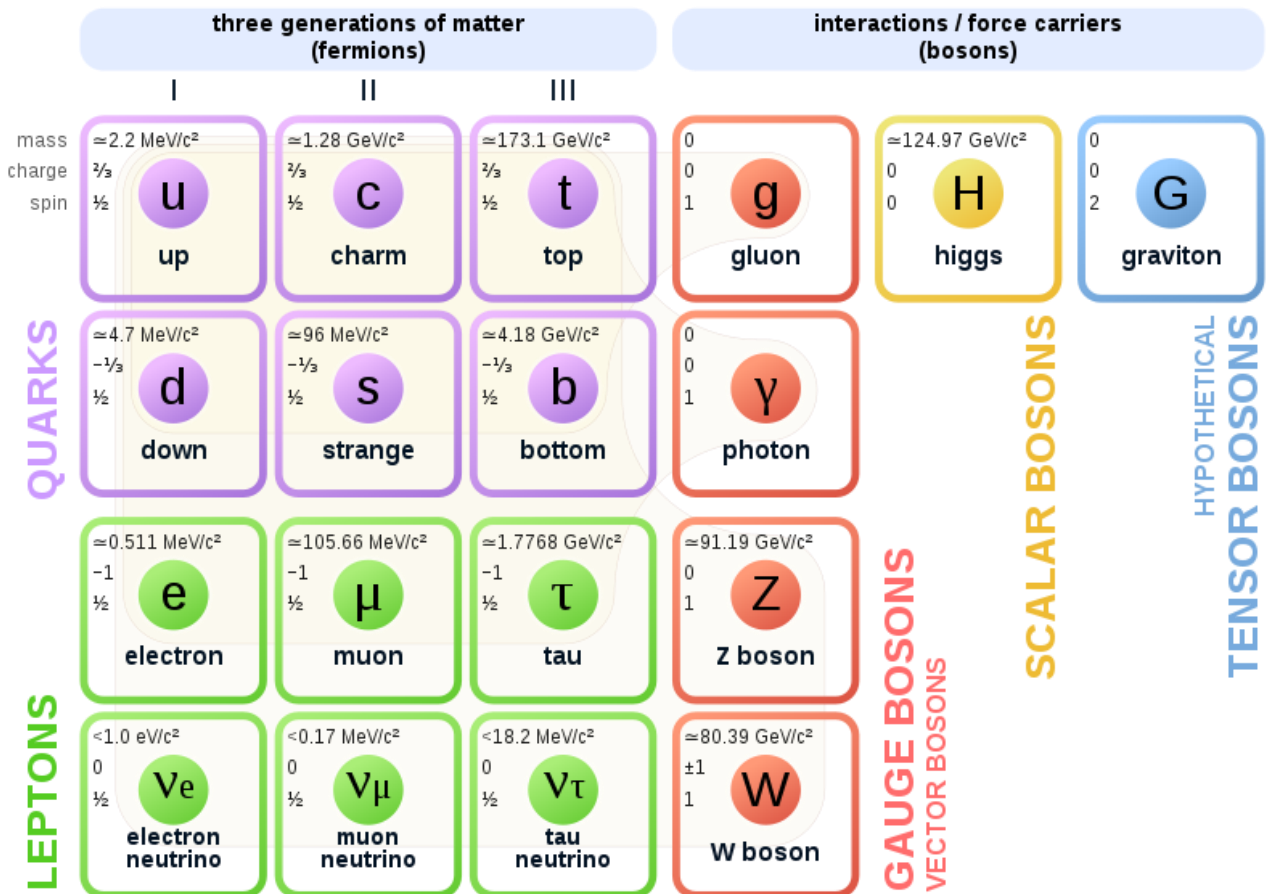 three generations of matter
(fermions)
interactions / force carriers
(bosons)
I
II
III
mass
charge
spin
≃2.2 MeV/c²
⅔
½
u
up
≃1.28 GeV/c²
⅔
½
c
charm
≃173.1 GeV/c²
⅔
½
t
top
0
0
1
g
gluon
≃124.97 GeV/c²
0
0
H
higgs
0
0
2
G
graviton
QUARKS
≃4.7 MeV/c²
−⅓
½
d
down
≃96 MeV/c²
−⅓
½
s
strange
≃4.18 GeV/c²
−⅓
½
b
bottom
0
0
1
γ
photon
SCALAR BOSONS
HYPOTHETICAL
TENSOR BOSONS
LEPTONS
≃0.511 MeV/c²
−1
½
e
electron
≃105.66 MeV/c²
−1
½
μ
muon
≃1.7768 GeV/c²
−1
½
τ
tau
≃91.19 GeV/c²
0
1
Z
Z boson
GAUGE BOSONS
VECTOR BOSONS
<1.0 eV/c²
0
½
νe
electron
neutrino
<0.17 MeV/c²
0
½
νμ
muon
neutrino
<18.2 MeV/c²
0
½
ντ
tau
neutrino
≃80.39 GeV/c²
±1
1
W
W boson